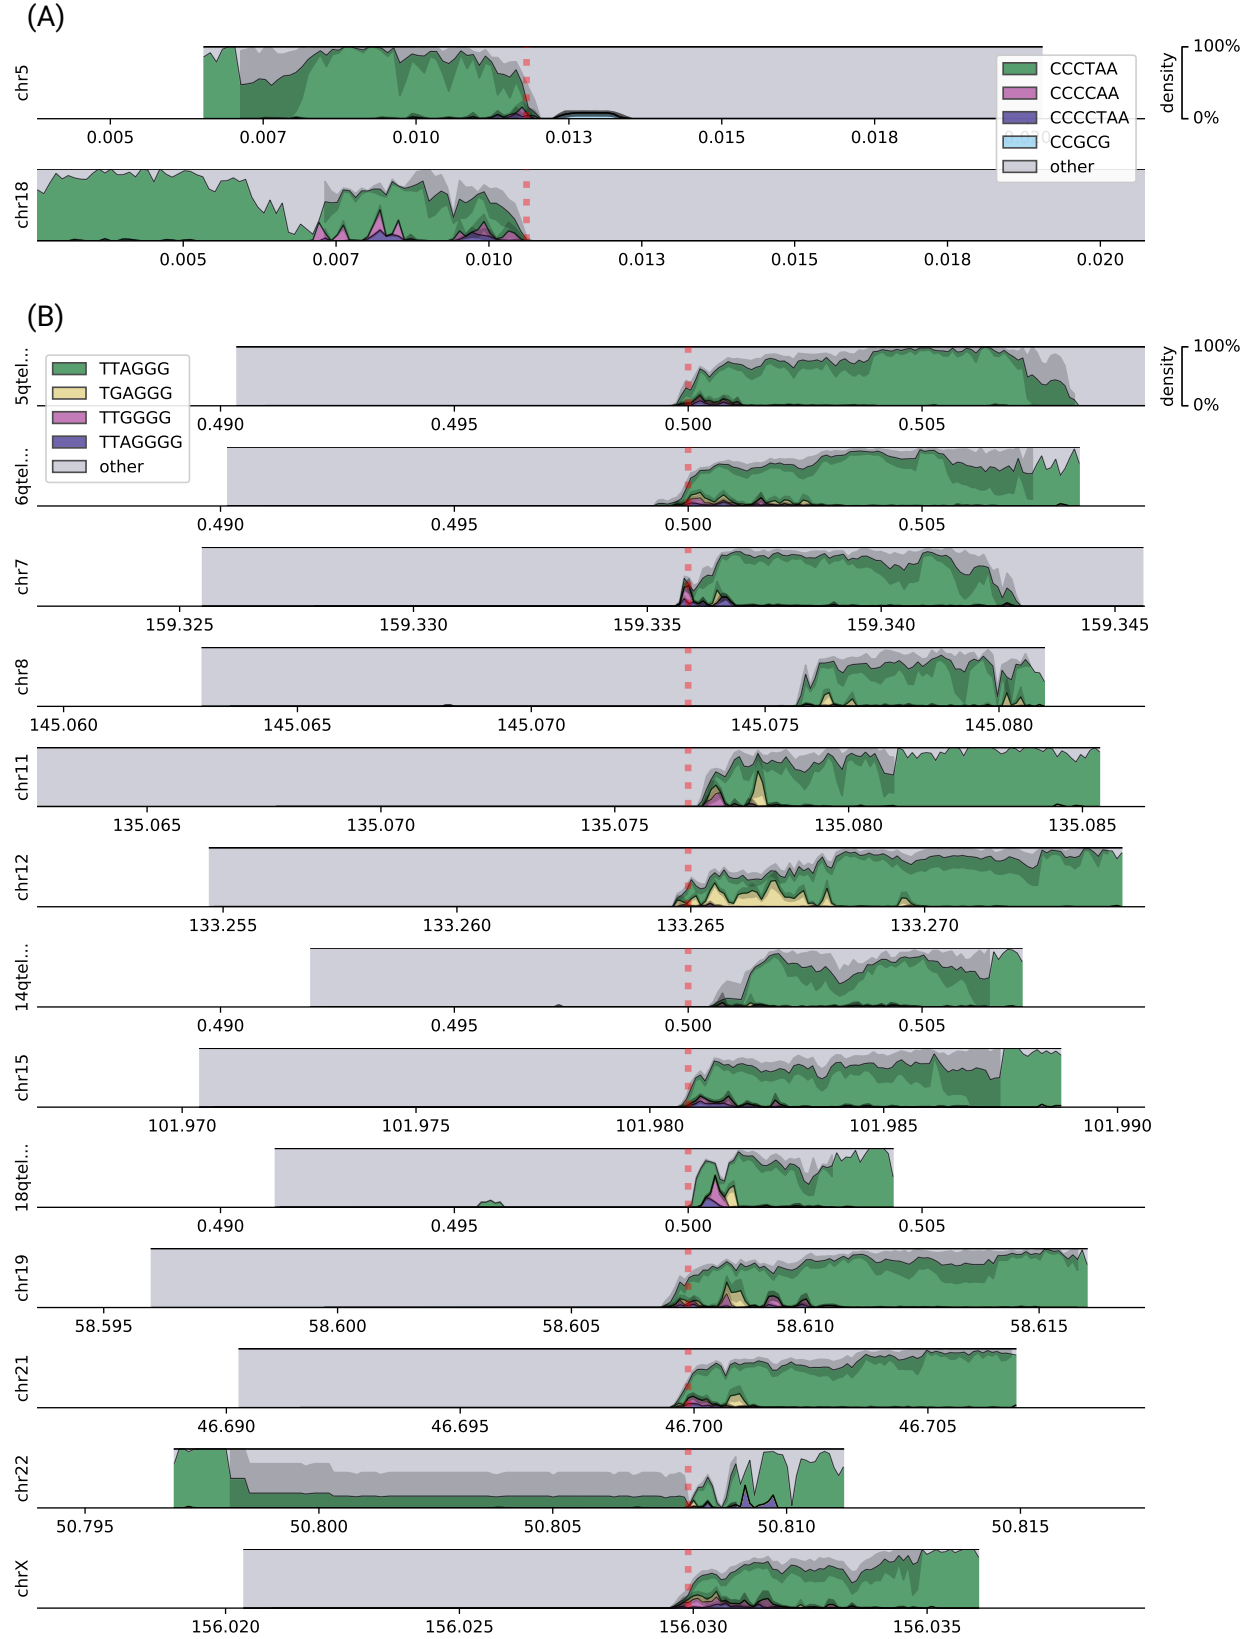 (A)
chr5
0.005 0.007 0.010 0.013 0.015 0.018 0.020
CCCTAA
CCCCAA
CCCCTAA
CCGCG
other
density
100%
0%
chr18
0.005 0.007 0.010 0.013 0.015 0.018 0.020
(B)
TTAGGG
TGAGGG
TTGGGG
TTAGGGG
other
5qtel...
0.490 0.495 0.500 0.505
density
100%
0%
6qtel...
0.490 0.495 0.500 0.505
chr7
159.325 159.330 159.335 159.340 159.345
chr8
145.060 145.065 145.070 145.075 145.080
chr11
135.065 135.070 135.075 135.080 135.085
chr12
133.255 133.260 133.265 133.270
14qtel...
0.490 0.495 0.500 0.505
chr15
101.970 101.975 101.980 101.985 101.990
18qtel...
0.490 0.495 0.500 0.505
chr19
58.595 58.600 58.605 58.610 58.615
chr21
46.690 46.695 46.700 46.705
chr22
50.795 50.800 50.805 50.810 50.815
chrX
156.020 156.025 156.030 156.035